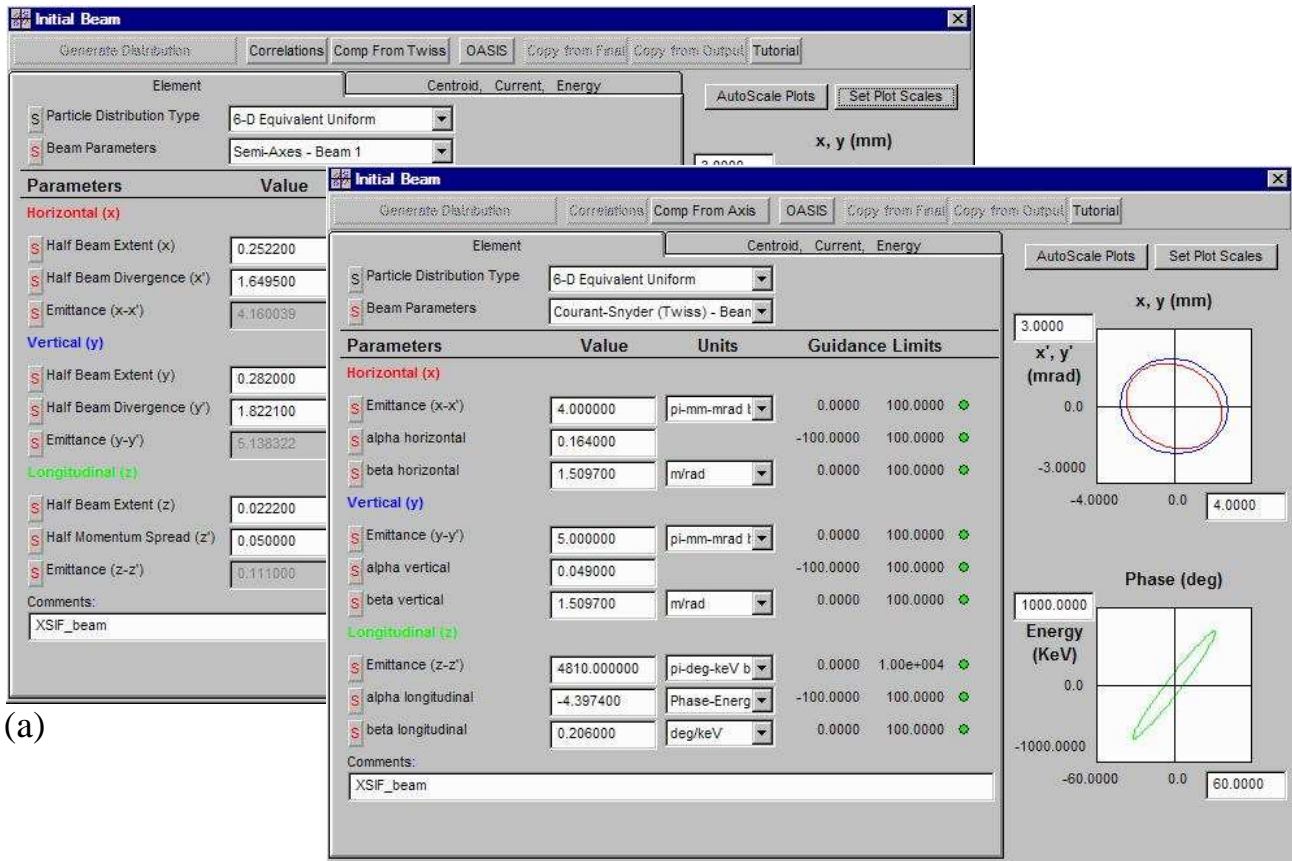 Initial Beam
Generate Distribution Correlations Comp From Twiss OASIS Copy from Final Copy from Output Tutorial
Element Centroid, Current, Energy
AutoScale Plots Set Plot Scales
S Particle Distribution Type 6-D Equivalent Uniform
S Beam Parameters Semi-Axes - Beam 1
x, y (mm)
Parameters Value
Horizontal (x)
S Half Beam Extent (x) 0.252200
S Half Beam Divergence (x') 1.649500
S Emittance (x-x') 4.160039
Vertical (y)
S Half Beam Extent (y) 0.282000
S Half Beam Divergence (y') 1.822100
S Emittance (y-y') 5.138322
Longitudinal (z)
S Half Beam Extent (z) 0.022200
S Half Momentum Spread (z') 0.050000
S Emittance (z-z') 0.111000
Comments:
XSIF_beam
(a)
Initial Beam
Generate Distribution Correlations Comp From Axis OASIS Copy from Final Copy from Output Tutorial
Element Centroid, Current, Energy
AutoScale Plots Set Plot Scales
S Particle Distribution Type 6-D Equivalent Uniform
S Beam Parameters Courant-Snyder (Twiss) - Bean
Parameters Value Units Guidance Limits
Horizontal (x)
S Emittance (x-x') 4.000000 pi-mm-mrad 0.0000 100.0000
S alpha horizontal 0.164000 -100.0000 100.0000
S beta horizontal 1.509700 m/rad 0.0000 100.0000
Vertical (y)
S Emittance (y-y') 5.000000 pi-mm-mrad 0.0000 100.0000
S alpha vertical 0.049000 -100.0000 100.0000
S beta vertical 1.509700 m/rad 0.0000 100.0000
Longitudinal (z)
S Emittance (z-z') 4810.000000 pi-deg-keV b 0.0000 1.00e+004
S alpha longitudinal -4.397400 Phase-Energ -100.0000 100.0000
S beta longitudinal 0.206000 deg/keV 0.0000 100.0000
Comments:
XSIF_beam
x, y (mm)
3.0000
x', y'
(mrad)
0.0
-3.0000
-4.0000 0.0 4.0000
Phase (deg)
1000.0000
Energy
(KeV)
0.0
-1000.0000
-60.0000 0.0 60.0000